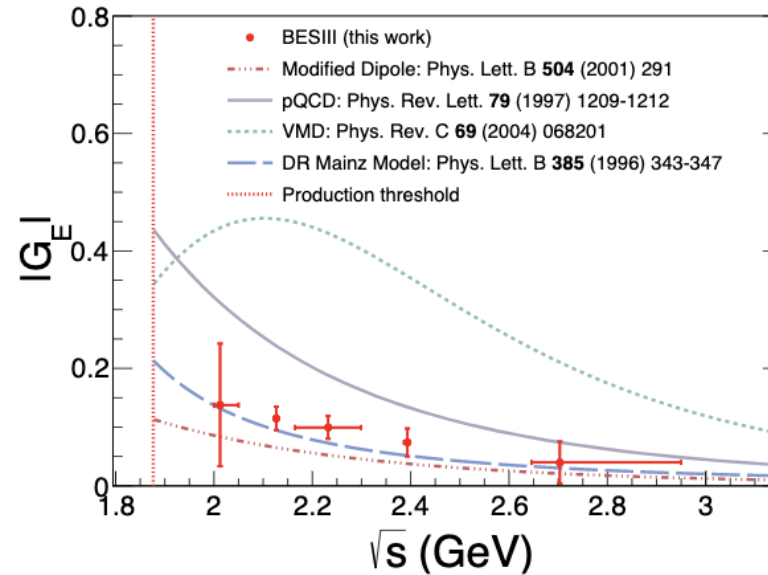 0.8
BESIII (this work)
Modified Dipole: Phys. Lett. B 504 (2001) 291
pQCD: Phys. Rev. Lett. 79 (1997) 1209-1212
0.6
VMD: Phys. Rev. C 69 (2004) 068201
DR Mainz Model: Phys. Lett. B 385 (1996) 343-347
Production threshold
|G_E|
0.4
0.2
0
1.8 2 2.2 2.4 2.6 2.8 3
√s (GeV)